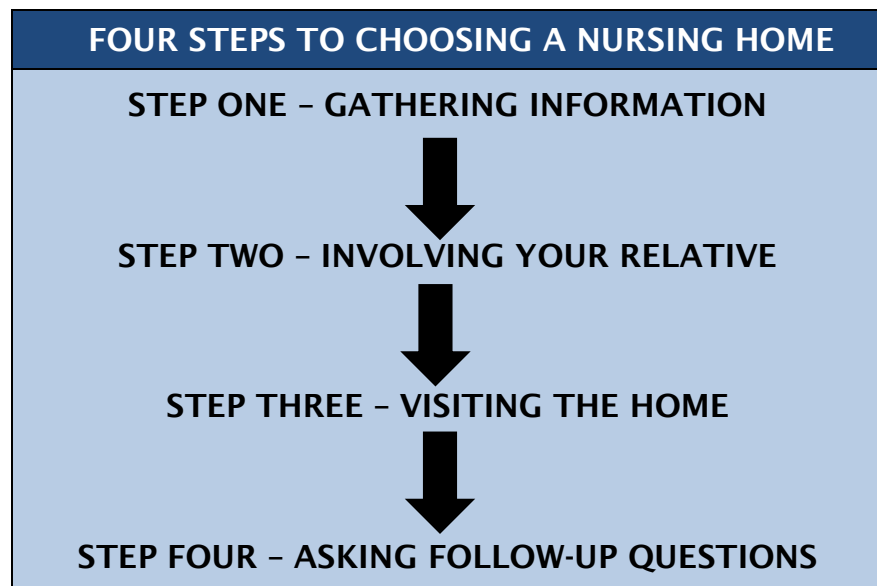 FOUR STEPS TO CHOOSING A NURSING HOME
STEP ONE – GATHERING INFORMATION
STEP TWO – INVOLVING YOUR RELATIVE
STEP THREE – VISITING THE HOME
STEP FOUR – ASKING FOLLOW-UP QUESTIONS